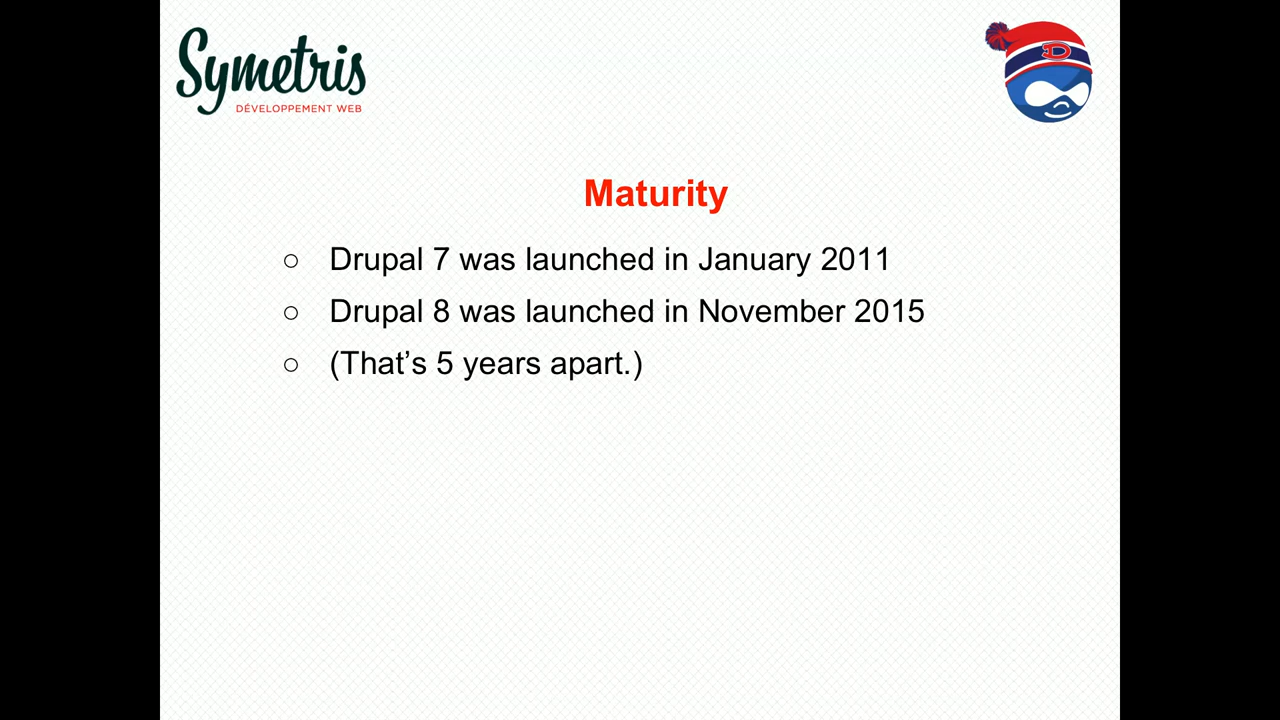 Symetris
DÉVELOPPEMENT WEB
D
Maturity
○ Drupal 7 was launched in January 2011
○ Drupal 8 was launched in November 2015
○ (That’s 5 years apart.)